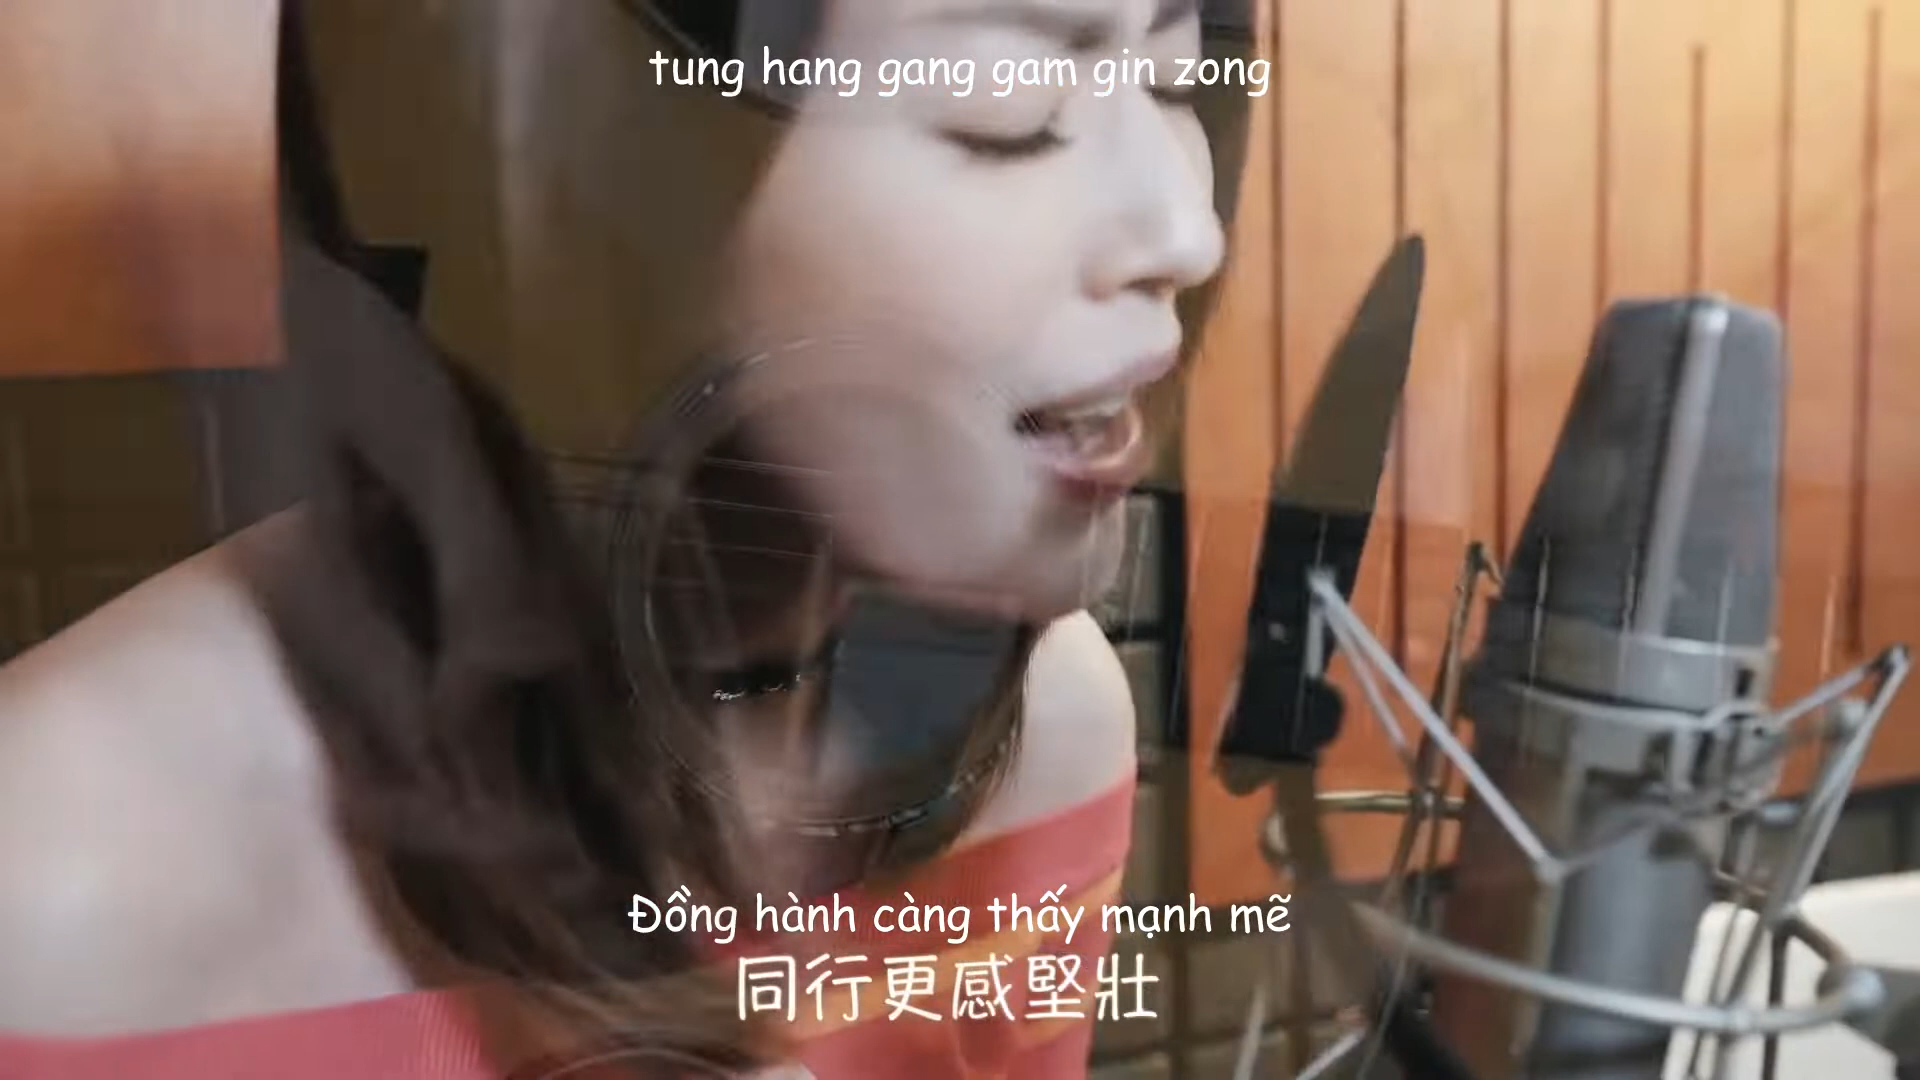 tung hang gang gam gin zong
Đồng hành càng thấy mạnh mẽ
同行更感堅壯